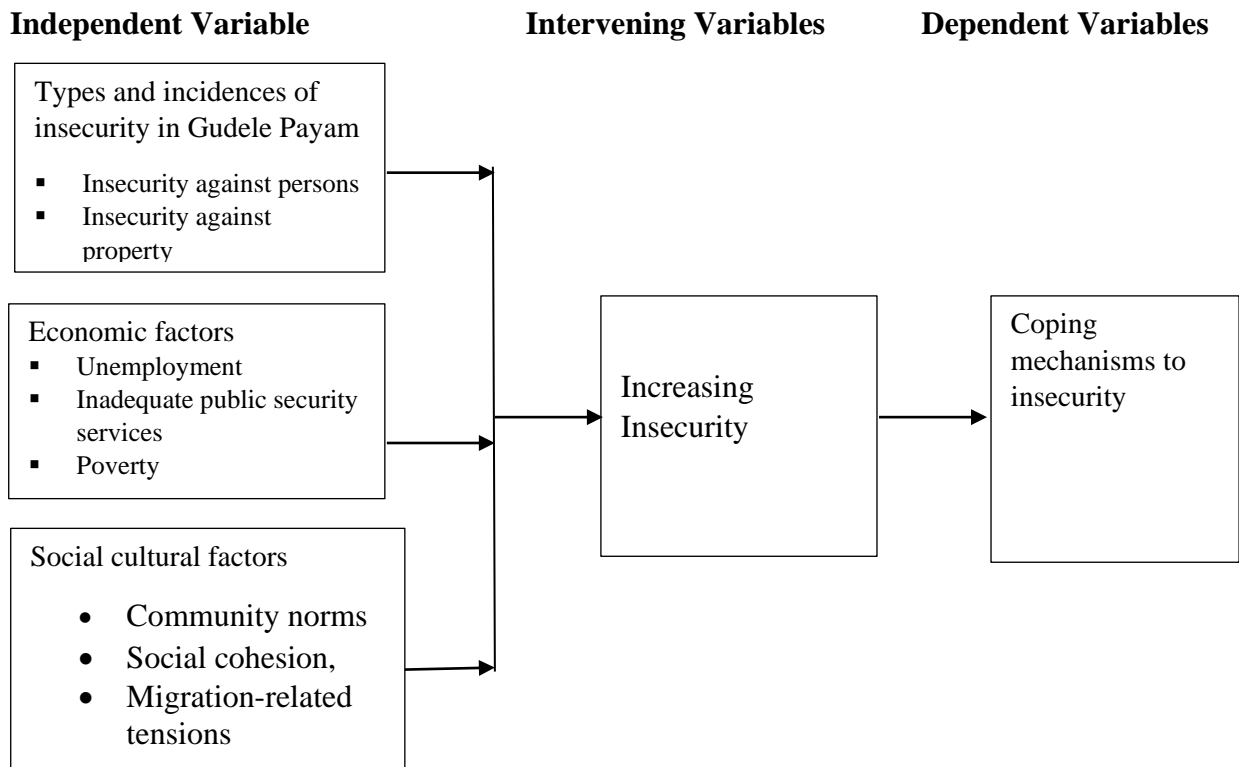 Independent Variable
Intervening Variables
Dependent Variables
Types and incidences of
insecurity in Gudele Payam
▪ Insecurity against persons
▪ Insecurity against
property
Economic factors
▪ Unemployment
▪ Inadequate public security
services
▪ Poverty
Social cultural factors
• Community norms
• Social cohesion,
• Migration-related
tensions
Increasing
Insecurity
Coping
mechanisms to
insecurity